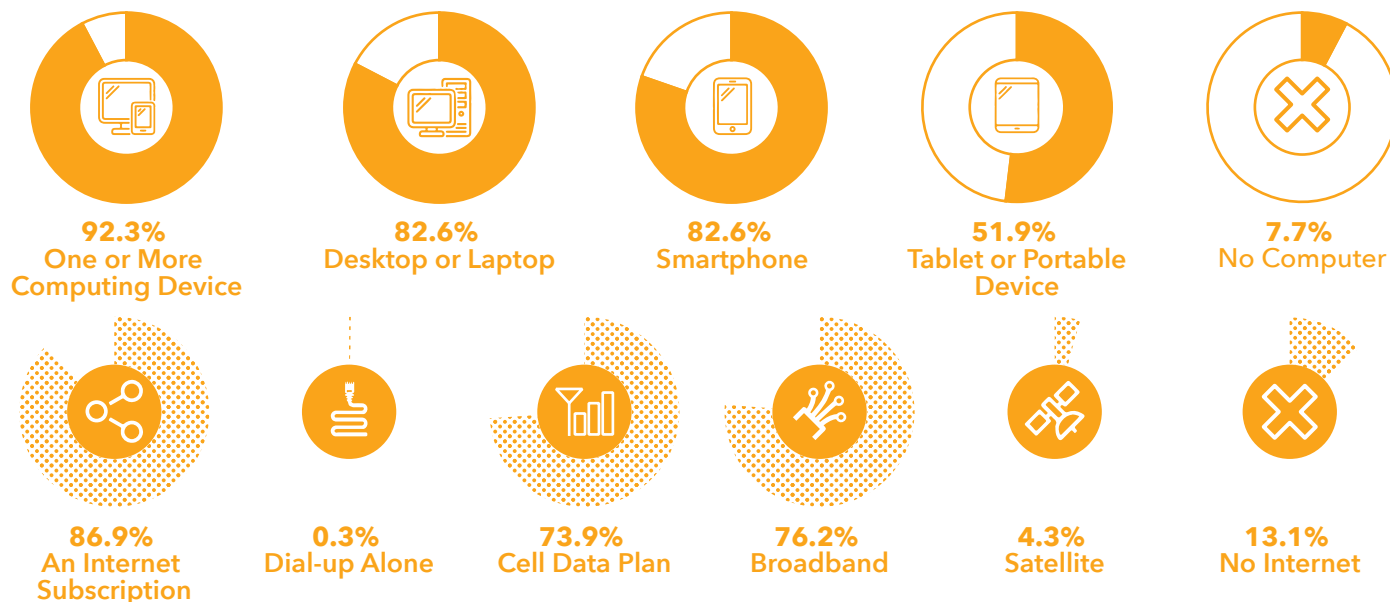 92.3%
One or More
Computing Device
82.6%
Desktop or Laptop
82.6%
Smartphone
51.9%
Tablet or Portable
Device
7.7%
No Computer
86.9%
An Internet
Subscription
0.3%
Dial-up Alone
73.9%
Cell Data Plan
76.2%
Broadband
4.3%
Satellite
13.1%
No Internet